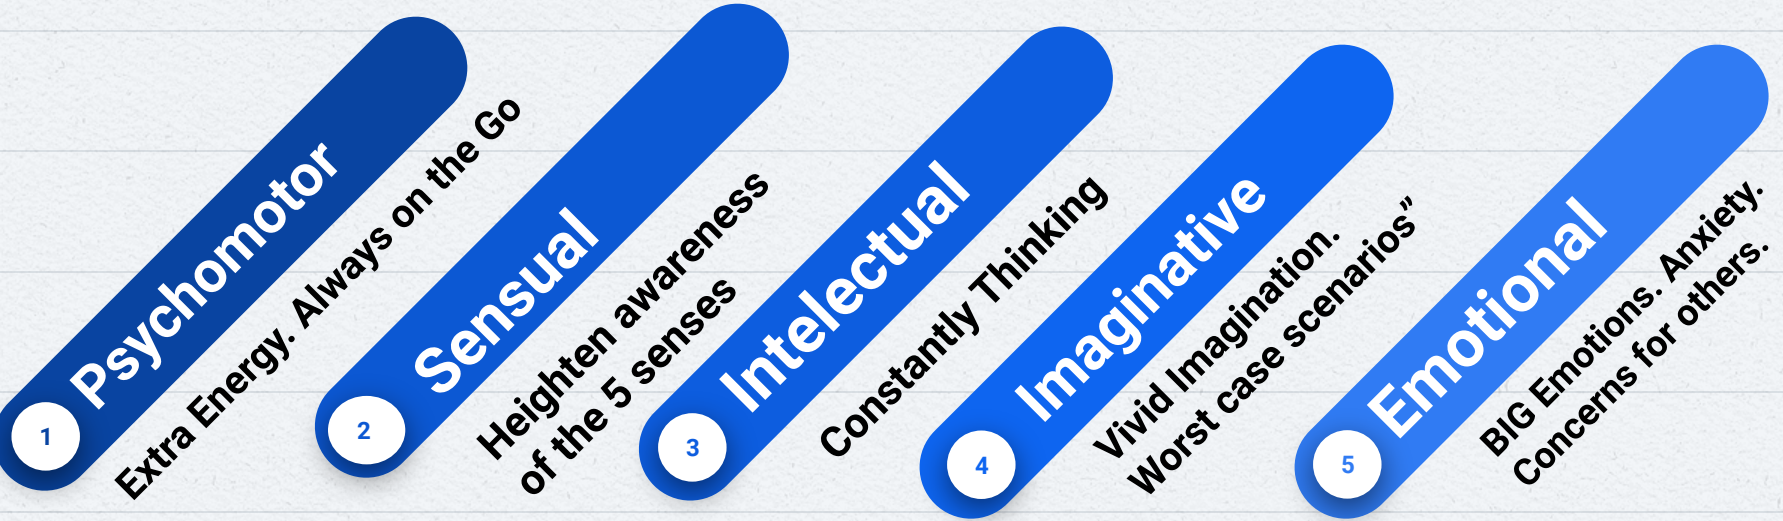 1
Psychomotor
Extra Energy. Always on the Go
2
Sensual
Heighten awareness
of the 5 senses
3
Intelectual
Constantly Thinking
4
Imaginative
Vivid Imagination.
Worst case scenarios”
5
Emotional
BIG Emotions. Anxiety.
Concerns for others.